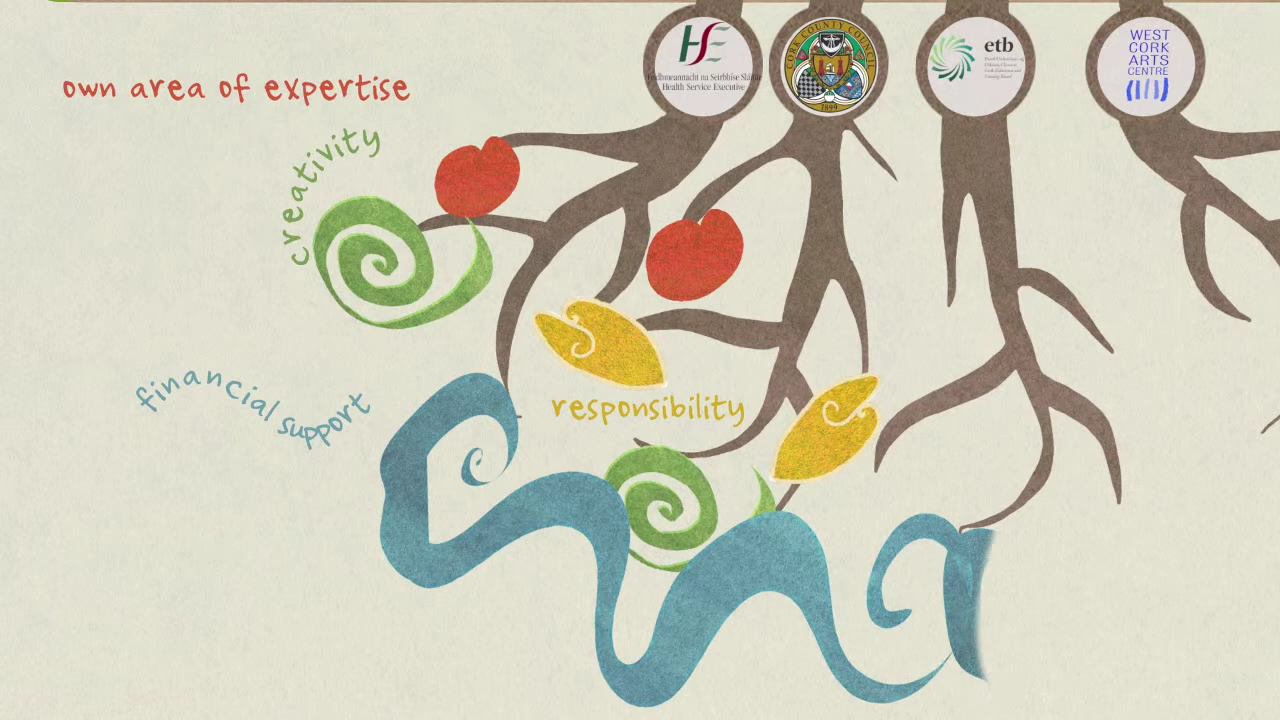 own area of expertise
creativity
financial support
responsibility
Feidhmeannacht na Seirbhíse Sláinte
Health Service Executive
CORK COUNTY COUNCIL
1899
etb
WEST
CORK
ARTS
CENTRE